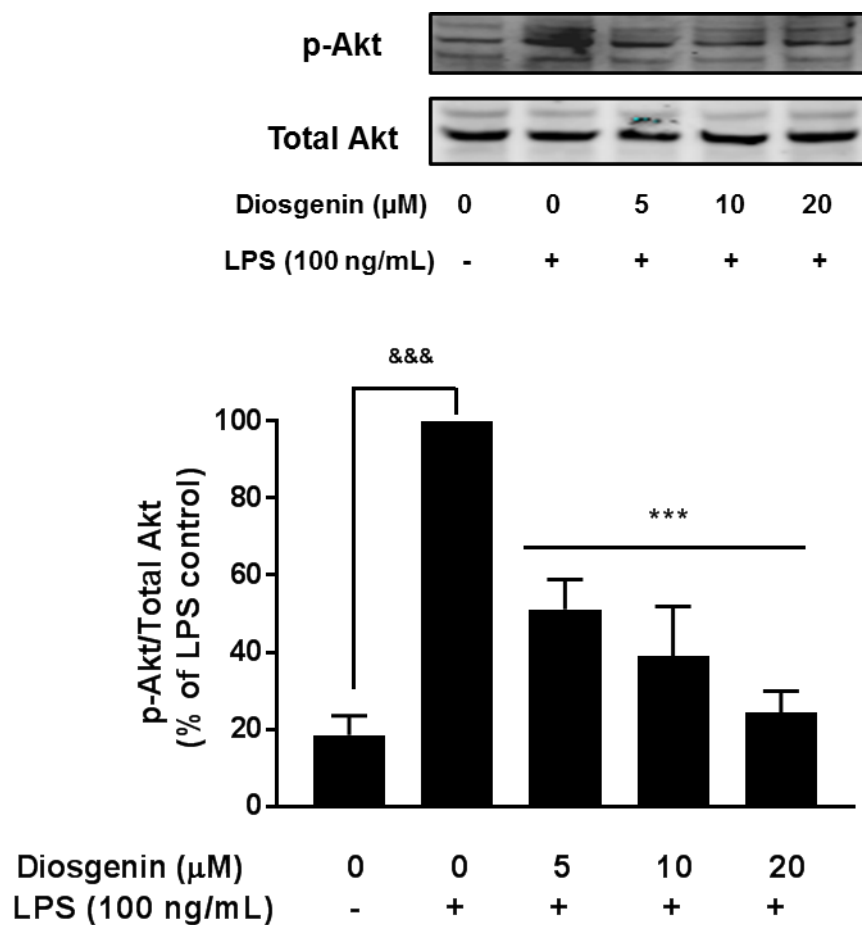 p-Akt
Total Akt
Diosgenin (µM) 0 0 5 10 20
LPS (100 ng/mL) - + + + +
&&&
100
80
60
40
20
0
***
p-Akt/Total Akt
(% of LPS control)
Diosgenin (μM) 0 0 5 10 20
LPS (100 ng/mL) - + + + +